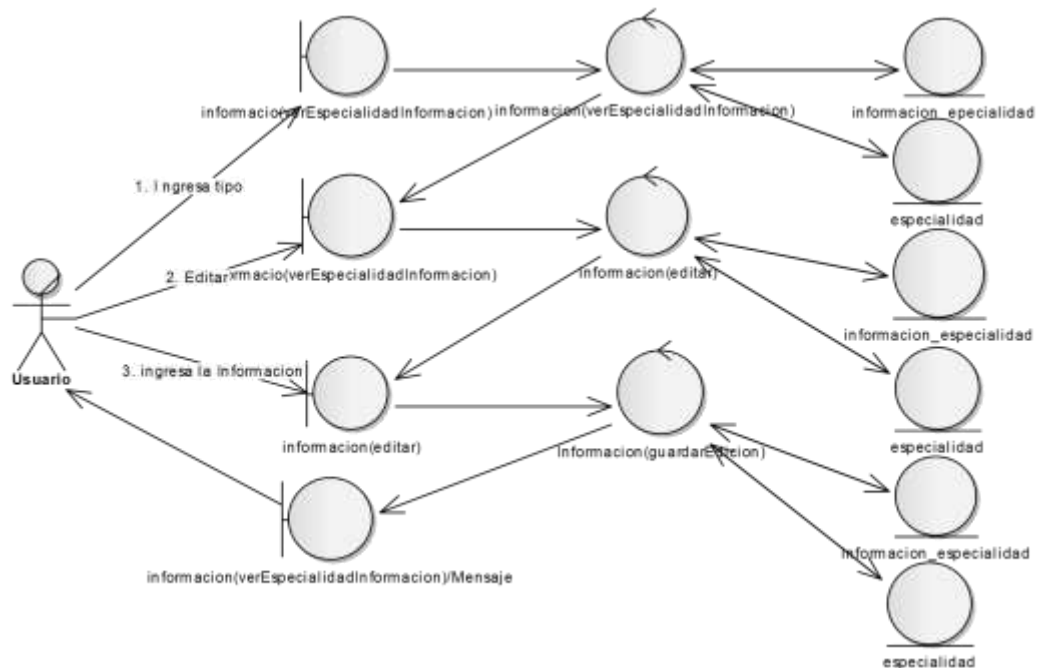 informacio(verEspecialidadInformacion)
informacion(verEspecialidadInformacion)
informacion_epecialidad
1. Ingresa tipo
especialidad
2. Editar
rmacio(verEspecialidadInformacion)
Informacion(editar)
informacion_especialidad
Usuario
3. ingresa la Informacion
informacion(editar)
Informacion(guardarEdicion)
especialidad
informacion_especialidad
informacion(verEspecialidadInformacion)/Mensaje
especialidad